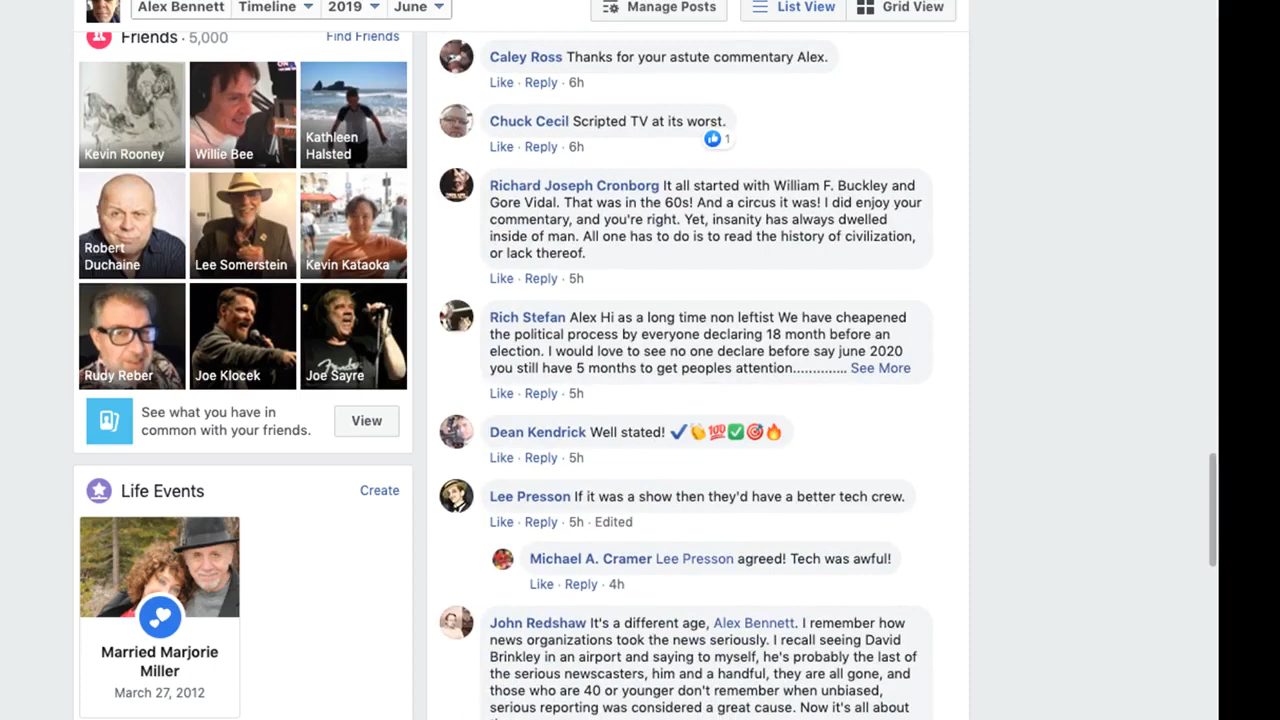 Alex Bennett Timeline 2019 June Manage Posts List View Grid View
Friends · 5,000 Find Friends
Kevin Rooney
Willie Bee
Kathleen
Halsted
Robert
Duchaine
Lee Somerstein
Kevin Kataoka
Rudy Reber
Joe Klocek
Joe Sayre
See what you have in
common with your friends.
View
Life Events Create
Married Marjorie
Miller
March 27, 2012
Caley Ross Thanks for your astute commentary Alex.
Like · Reply · 6h
Chuck Cecil Scripted TV at its worst.
1
Like · Reply · 6h
Richard Joseph Cronborg It all started with William F. Buckley and
Gore Vidal. That was in the 60s! And a circus it was! I did enjoy your
commentary, and you're right. Yet, insanity has always dwelled
inside of man. All one has to do is to read the history of civilization,
or lack thereof.
Like · Reply · 5h
Rich Stefan Alex Hi as a long time non leftist We have cheapened
the political process by everyone declaring 18 month before an
election. I would love to see no one declare before say june 2020
you still have 5 months to get peoples attention.............. See More
Like · Reply · 5h
Dean Kendrick Well stated! ✔️👏💯✅🎯🔥
Like · Reply · 5h
Lee Presson If it was a show then they'd have a better tech crew.
Like · Reply · 5h · Edited
Michael A. Cramer Lee Presson agreed! Tech was awful!
Like · Reply · 4h
John Redshaw It's a different age, Alex Bennett. I remember how
news organizations took the news seriously. I recall seeing David
Brinkley in an airport and saying to myself, he's probably the last of
the serious newscasters, him and a handful, they are all gone, and
those who are 40 or younger don't remember when unbiased,
serious reporting was considered a great cause. Now it's all about